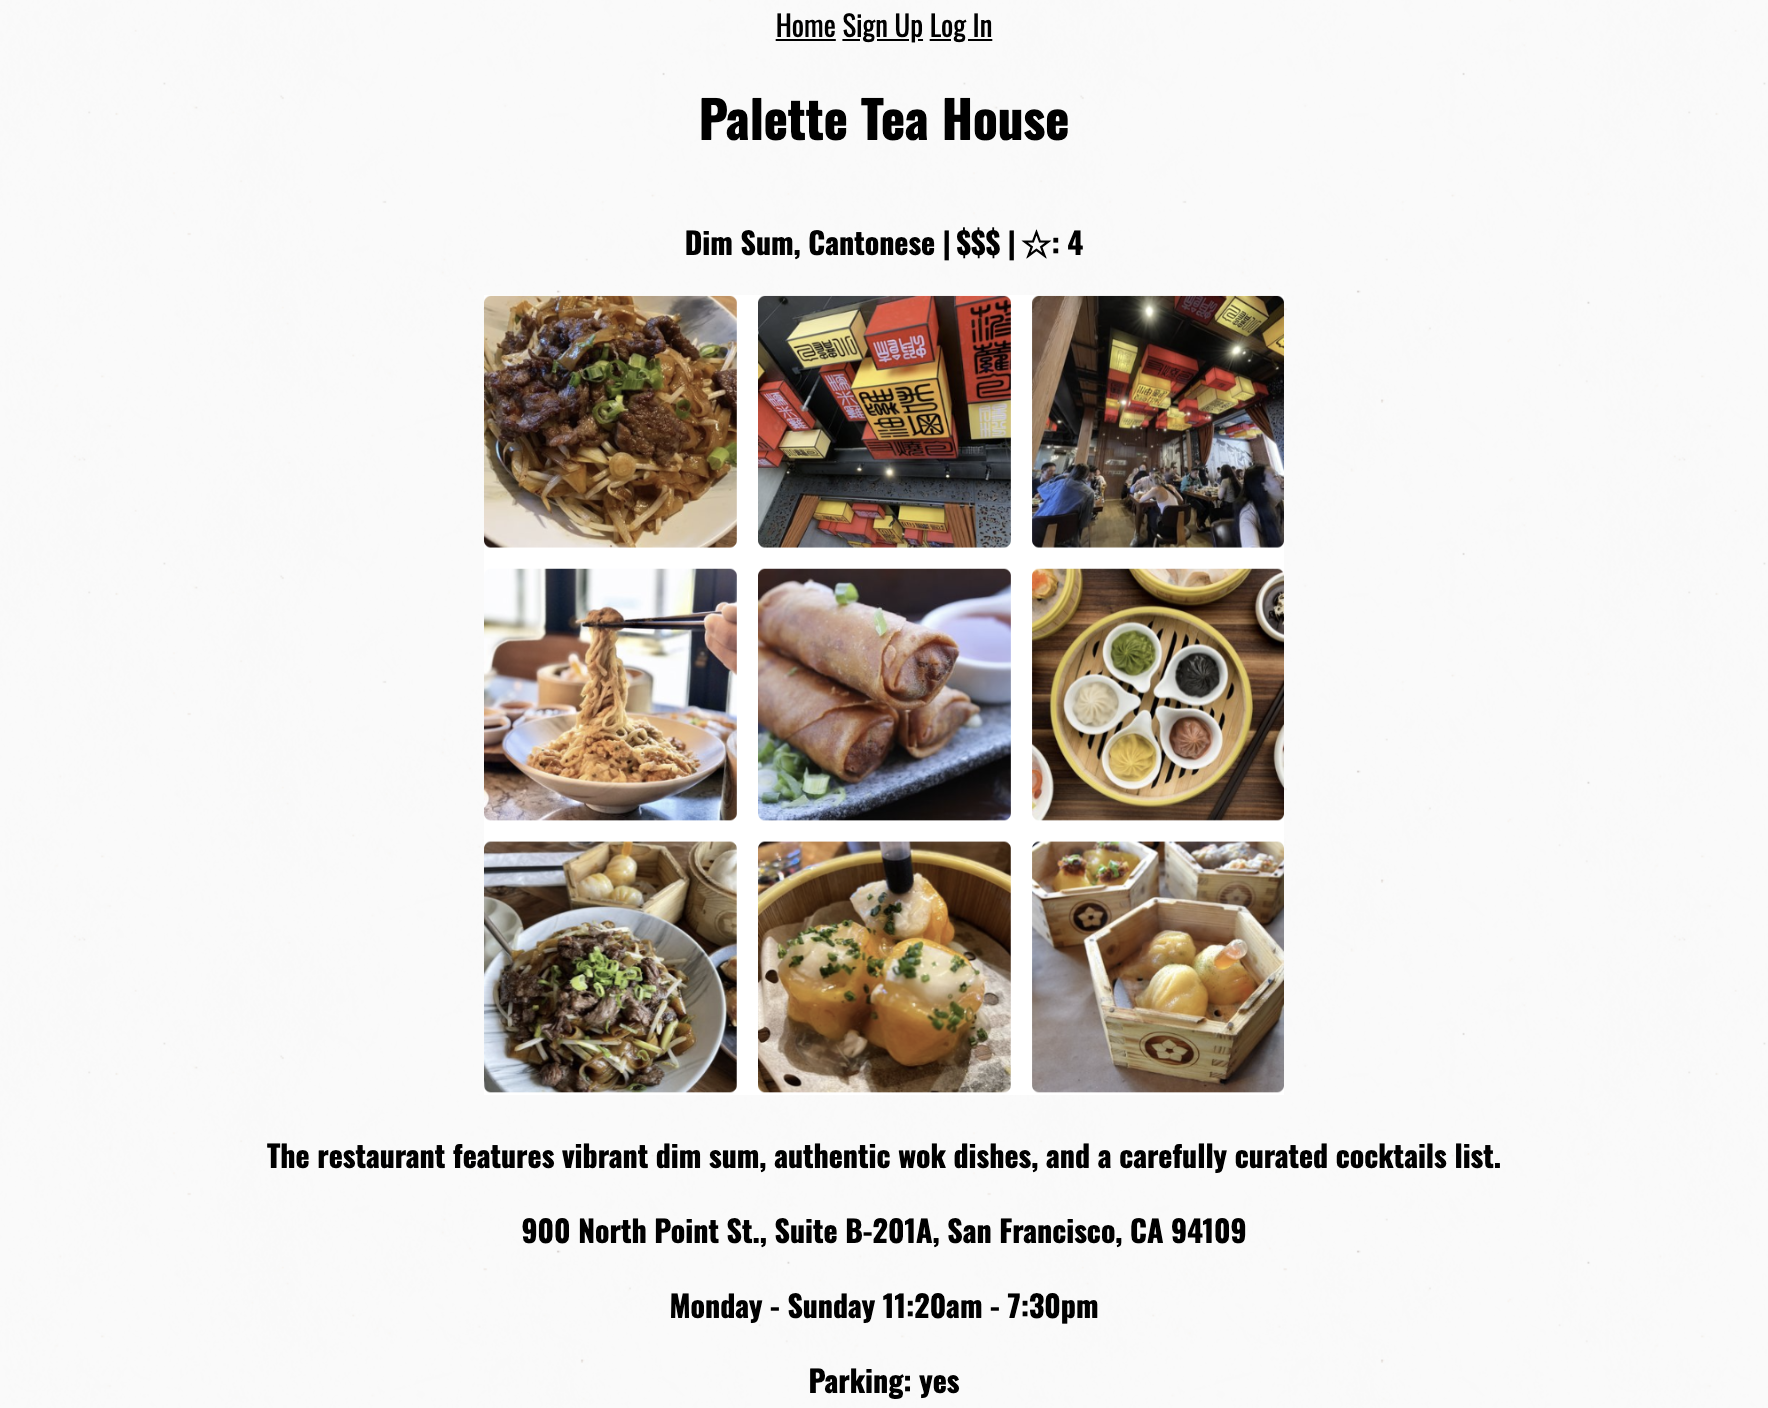 Home Sign Up Log In
Palette Tea House
Dim Sum, Cantonese | $$$ | ☆: 4
The restaurant features vibrant dim sum, authentic wok dishes, and a carefully curated cocktails list.
900 North Point St., Suite B-201A, San Francisco, CA 94109
Monday - Sunday 11:20am - 7:30pm
Parking: yes